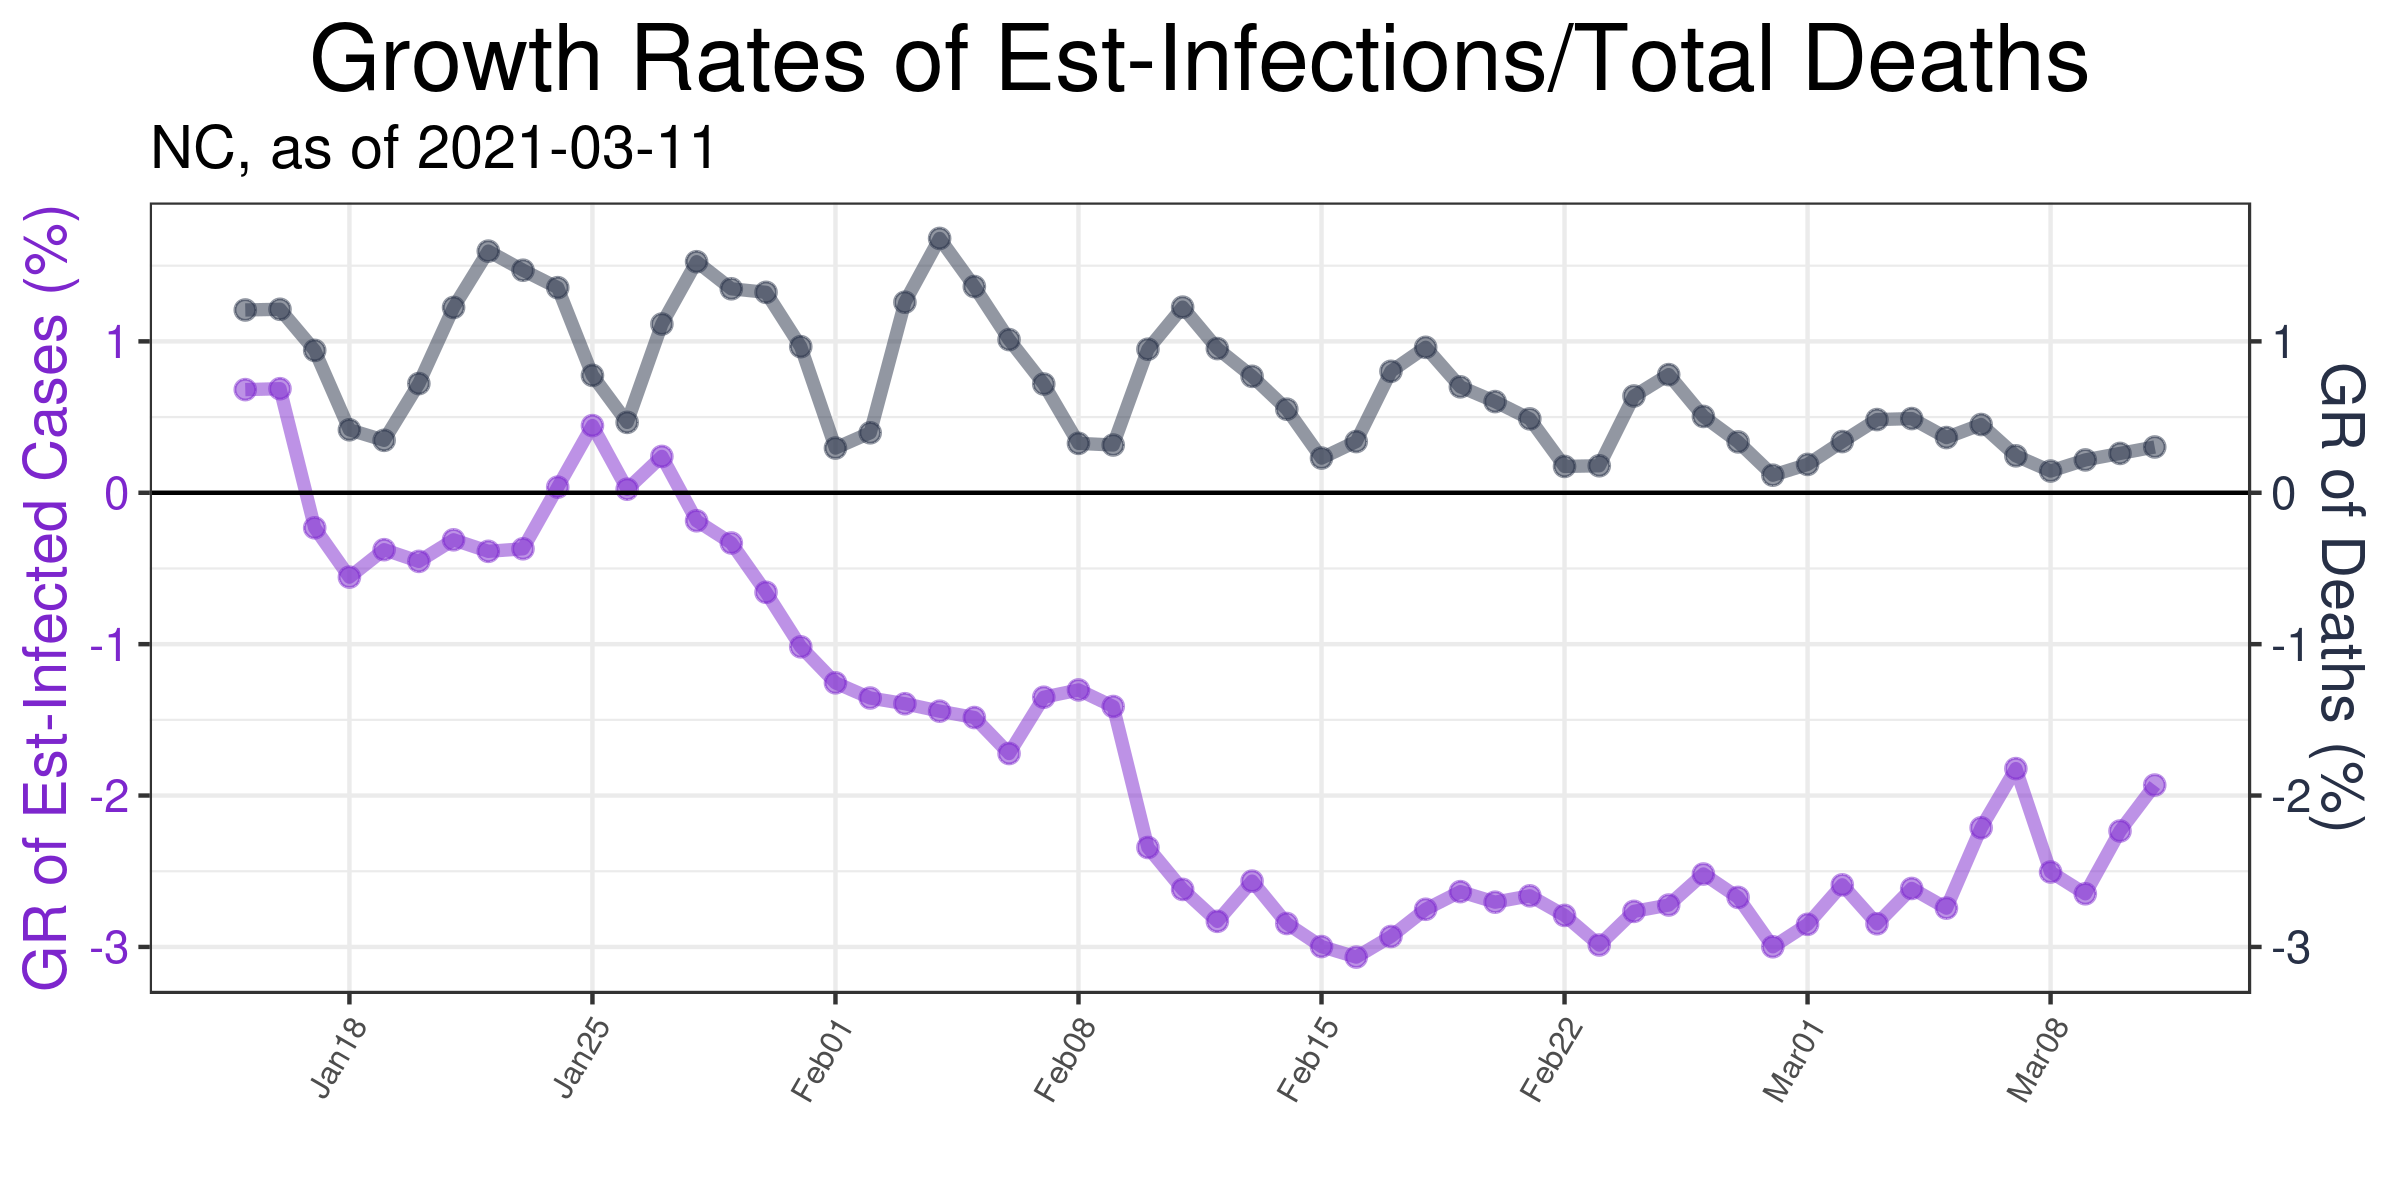 Growth Rates of Est-Infections/Total Deaths
NC, as of 2021-03-11
GR of Est-Infected Cases (%)
1
0
-1
-2
-3
1
0
-1
-2
-3
GR of Deaths (%)
Jan18
Jan25
Feb01
Feb08
Feb15
Feb22
Mar01
Mar08